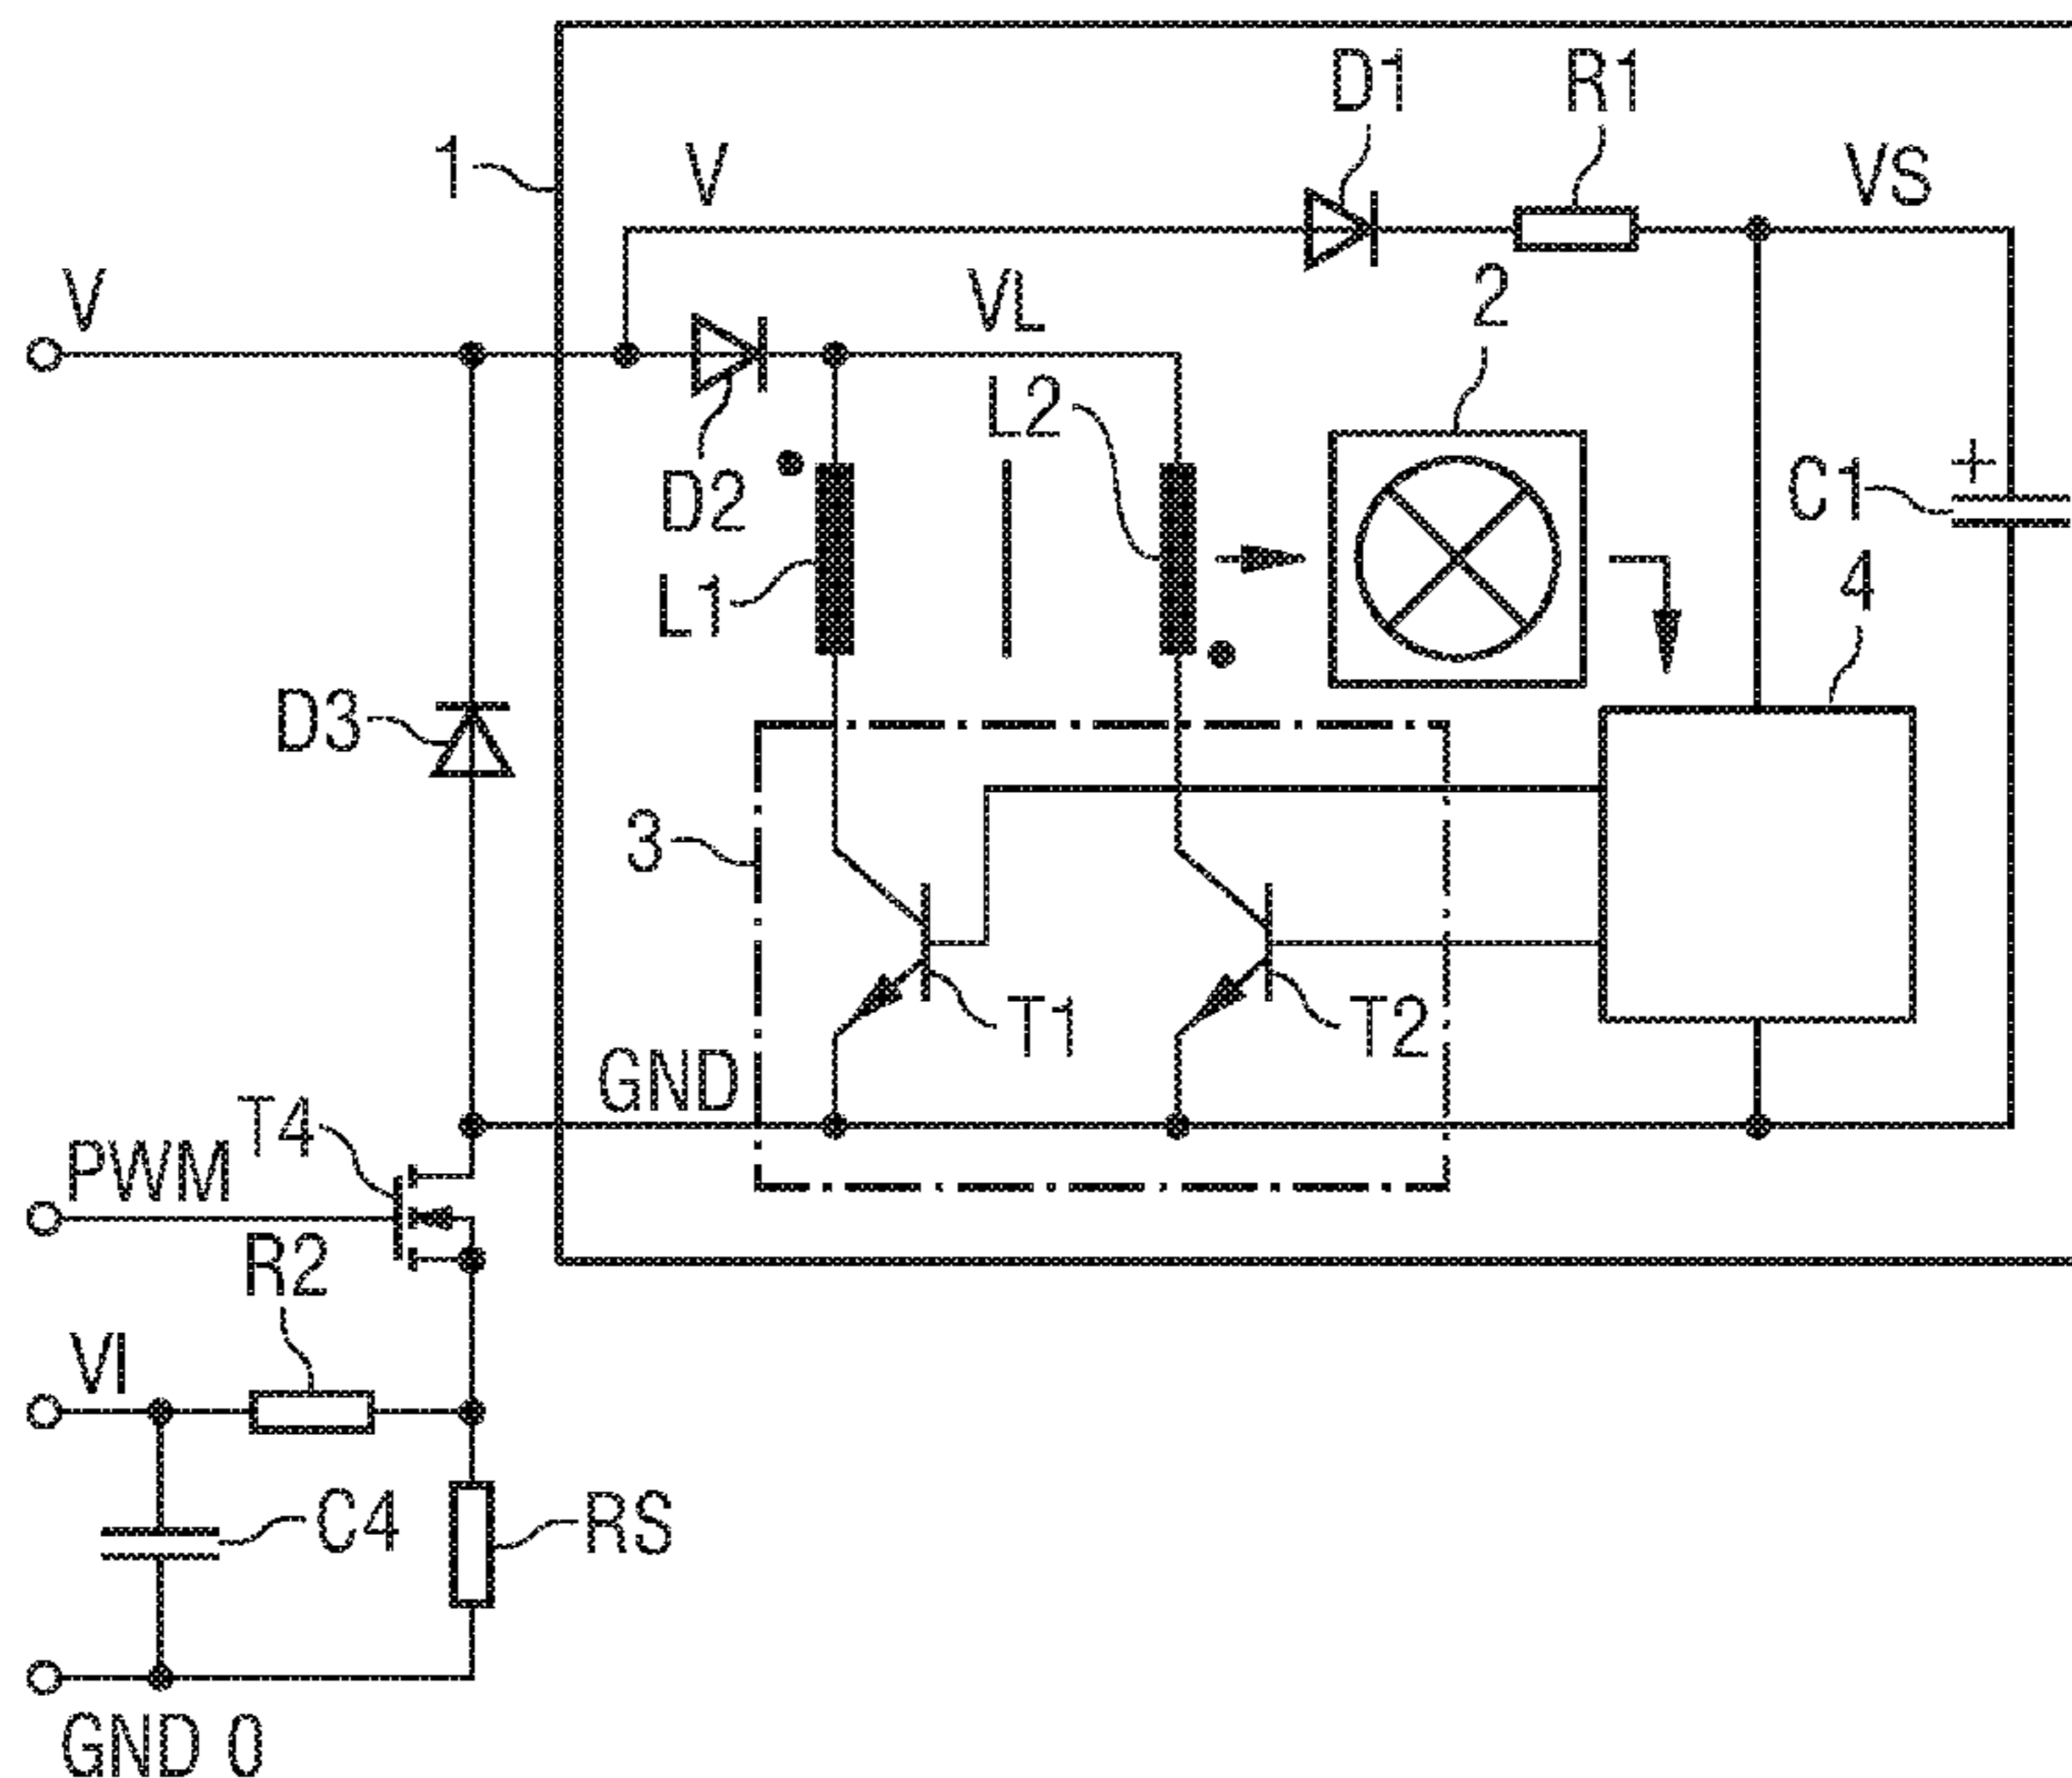 D1 R1
1 V VS
V VL 2
L2
D2 + C1
L1 4
D3
3
T1 T2
GND
T4
PWM
R2
VI
C4 RS
GND 0